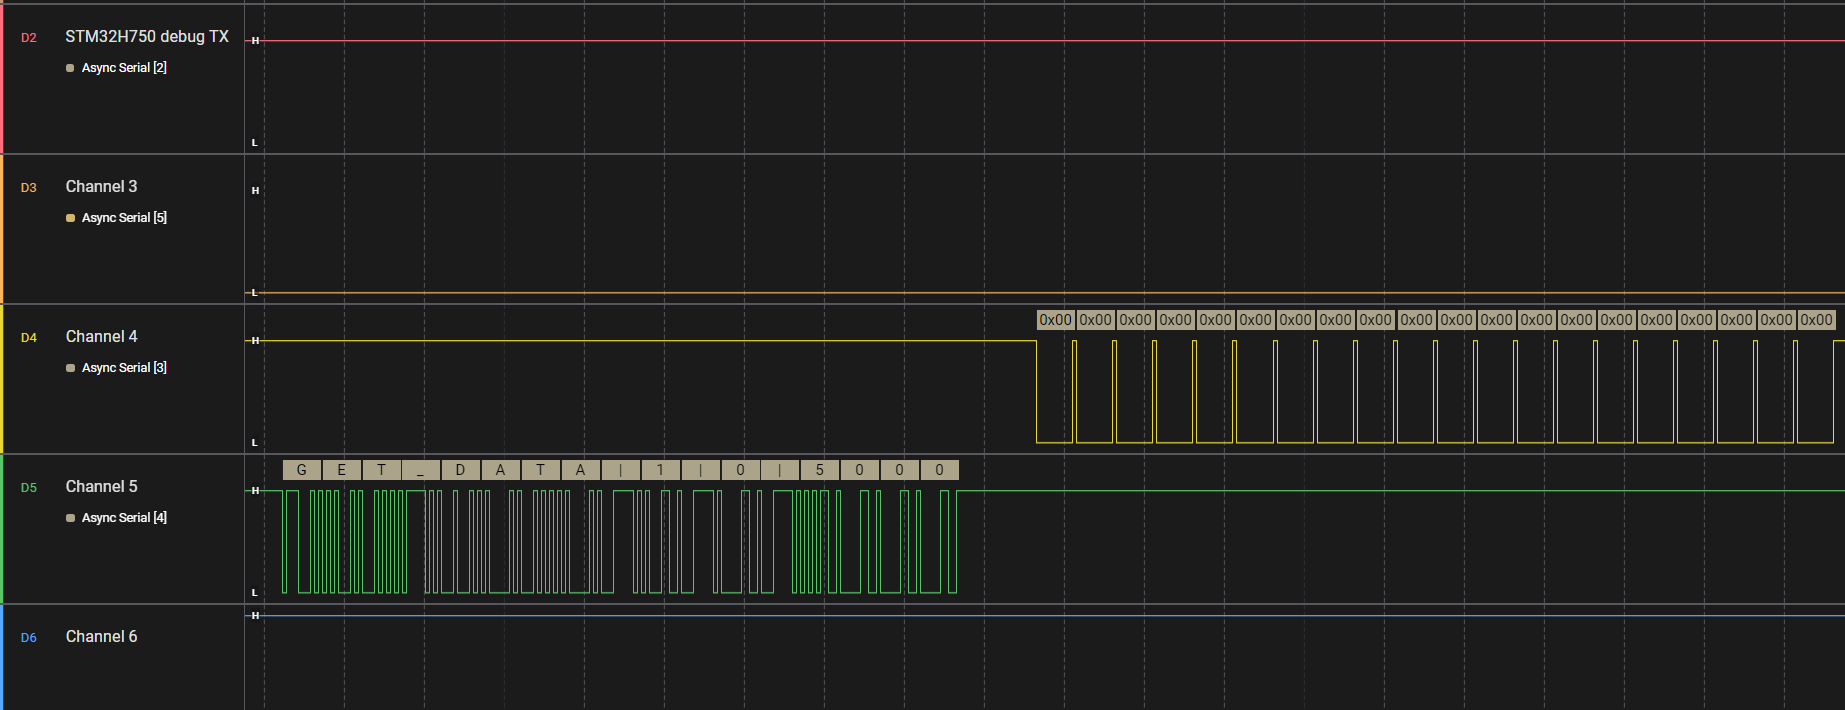 D2 STM32H750 debug TX H
Async Serial [2]
L
D3 Channel 3 H
Async Serial [5]
L
0x00 0x00 0x00 0x00 0x00 0x00 0x00 0x00 0x00 0x00 0x00 0x00 0x00 0x00 0x00 0x00 0x00 0x00 0x00 0x00
D4 Channel 4 H
Async Serial [3]
L
G E T _ D A T A | 1 | 0 | 5 0 0 0
D5 Channel 5 H
Async Serial [4]
L
H
D6 Channel 6